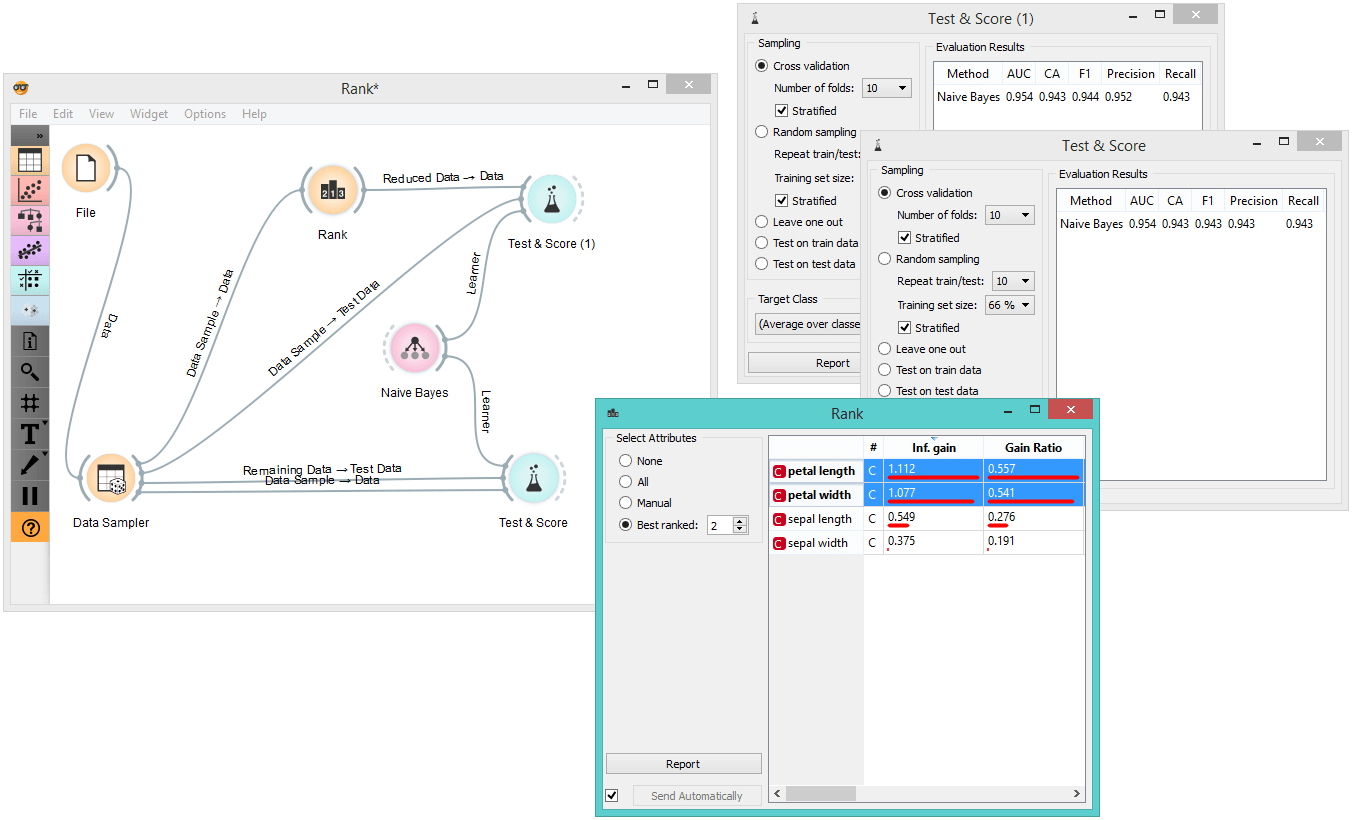 Rank*
File Edit View Widget Options Help
»
File
Data
Rank
Reduced Data → Data
Test & Score (1)
Data Sample → Data
Data Sample → Test Data
Learner
Naive Bayes
Learner
Remaining Data → Test Data
Data Sample → Data
Data Sampler
Test & Score
213
T
?
Test & Score (1)
Sampling
Cross validation
Number of folds: 10
Stratified
Random sampling
Repeat train/test:
Training set size:
Stratified
Leave one out
Test on train data
Test on test data
Target Class
(Average over classe
Report
Evaluation Results
Method AUC CA F1 Precision Recall
Naive Bayes 0.954 0.943 0.944 0.952 0.943
Test & Score
Sampling
Cross validation
Number of folds: 10
Stratified
Random sampling
Repeat train/test: 10
Training set size: 66 %
Stratified
Leave one out
Test on train data
Test on test data
Evaluation Results
Method AUC CA F1 Precision Recall
Naive Bayes 0.954 0.943 0.943 0.943 0.943
Rank
Select Attributes
None
All
Manual
Best ranked: 2
Report
Send Automatically
# Inf. gain Gain Ratio
C petal length C 1.112 0.557
C petal width C 1.077 0.541
C sepal length C 0.549 0.276
C sepal width C 0.375 0.191